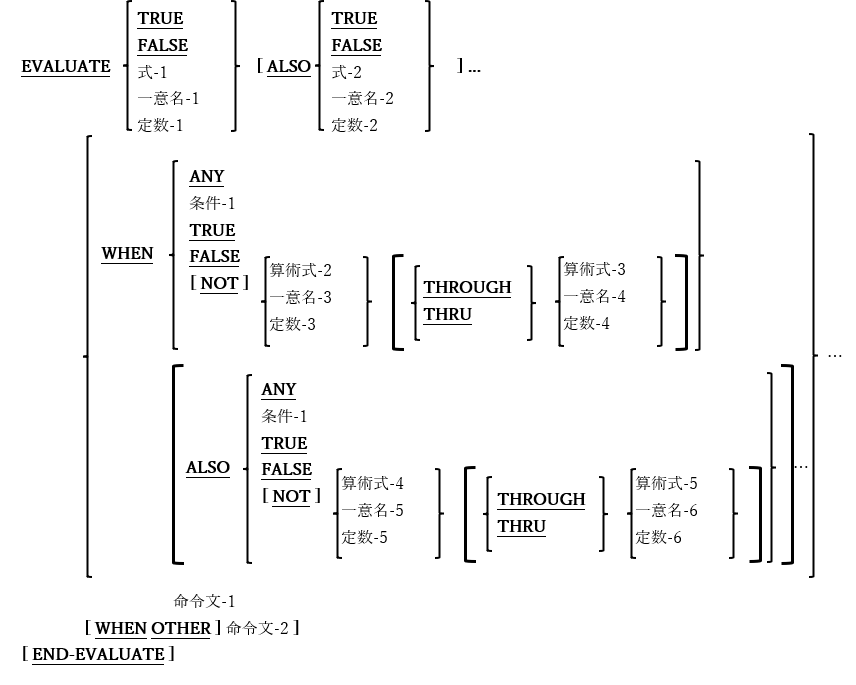 TRUE TRUE
FALSE FALSE
EVALUATE 式-1 [ ALSO 式-2 ] ...
一意名-1 一意名-2
定数-1 定数-2
ANY
条件-1
TRUE
WHEN FALSE
[ NOT ] 算術式-2 算術式-3
一意名-3 THROUGH 一意名-4
定数-3 THRU 定数-4
...
ANY
条件-1
TRUE
ALSO FALSE ...
[ NOT ] 算術式-4 算術式-5
一意名-5 THROUGH 一意名-6
定数-5 THRU 定数-6
命令文-1
[ WHEN OTHER ] 命令文-2 ]
[ END-EVALUATE ]